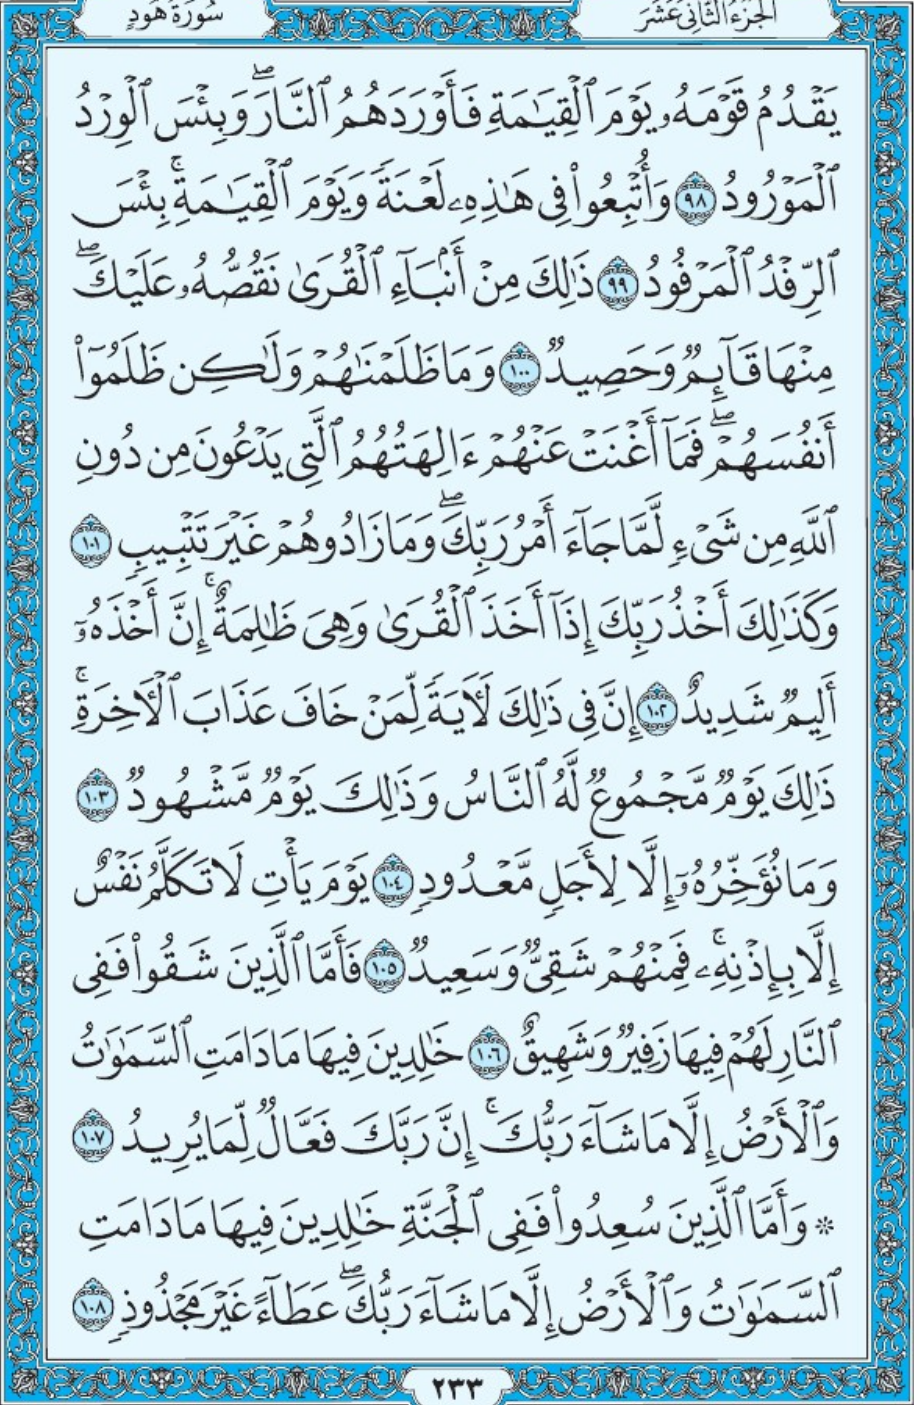 الجزء الثاني عشر
سورة هود
يَقْدُمُ قَوْمَهُۥ يَوْمَ ٱلْقِيَٰمَةِ فَأَوْرَدَهُمُ ٱلنَّارَۖ وَبِئْسَ ٱلْوِرْدُ
ٱلْمَوْرُودُ ٩٨ وَأُتْبِعُوا۟ فِى هَٰذِهِۦ لَعْنَةً وَيَوْمَ ٱلْقِيَٰمَةِۚ بِئْسَ
ٱلرِّفْدُ ٱلْمَرْفُودُ ٩٩ ذَٰلِكَ مِنْ أَنۢبَآءِ ٱلْقُرَىٰ نَقُصُّهُۥ عَلَيْكَۖ
مِنْهَا قَآئِمٌ وَحَصِيدٌ ١٠٠ وَمَا ظَلَمْنَٰهُمْ وَلَٰكِن ظَلَمُوٓا۟
أَنفُسَهُمْۖ فَمَآ أَغْنَتْ عَنْهُمْ ءَالِهَتُهُمُ ٱلَّتِى يَدْعُونَ مِن دُونِ
ٱللَّهِ مِن شَىْءٍ لَّمَّا جَآءَ أَمْرُ رَبِّكَۖ وَمَا زَادُوهُمْ غَيْرَ تَتْبِيبٍ ١٠١
وَكَذَٰلِكَ أَخْذُ رَبِّكَ إِذَآ أَخَذَ ٱلْقُرَىٰ وَهِىَ ظَٰلِمَةٌۚ إِنَّ أَخْذَهُۥٓ
أَلِيمٌ شَدِيدٌ ١٠٢ إِنَّ فِى ذَٰلِكَ لَءَايَةً لِّمَنْ خَافَ عَذَابَ ٱلْءَاخِرَةِۚ
ذَٰلِكَ يَوْمٌ مَّجْمُوعٌ لَّهُ ٱلنَّاسُ وَذَٰلِكَ يَوْمٌ مَّشْهُودٌ ١٠٣
وَمَا نُؤَخِّرُهُۥٓ إِلَّا لِأَجَلٍ مَّعْدُودٍ ١٠٤ يَوْمَ يَأْتِ لَا تَكَلَّمُ نَفْسٌ
إِلَّا بِإِذْنِهِۦۚ فَمِنْهُمْ شَقِىٌّ وَسَعِيدٌ ١٠٥ فَأَمَّا ٱلَّذِينَ شَقُوا۟ فَفِى
ٱلنَّارِ لَهُمْ فِيهَا زَفِيرٌ وَشَهِيقٌ ١٠٦ خَٰلِدِينَ فِيهَا مَا دَامَتِ ٱلسَّمَٰوَٰتُ
وَٱلْأَرْضُ إِلَّا مَا شَآءَ رَبُّكَۚ إِنَّ رَبَّكَ فَعَّالٌ لِّمَا يُرِيدُ ١٠٧
* وَأَمَّا ٱلَّذِينَ سُعِدُوا۟ فَفِى ٱلْجَنَّةِ خَٰلِدِينَ فِيهَا مَا دَامَتِ
ٱلسَّمَٰوَٰتُ وَٱلْأَرْضُ إِلَّا مَا شَآءَ رَبُّكَۖ عَطَآءً غَيْرَ مَجْذُوذٍ ١٠٨
٢٣٣